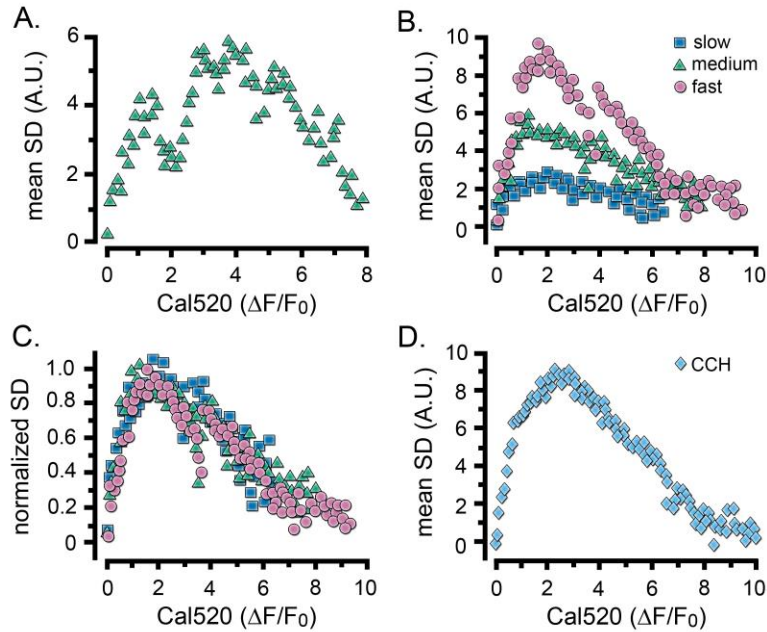 A.
mean SD (A.U.)
6
4
2
0
0 2 4 6 8
Cal520 (ΔF/F₀)
B.
mean SD (A.U.)
10
8
6
4
2
0
slow
medium
fast
0 2 4 6 8 10
Cal520 (ΔF/F₀)
C.
normalized SD
1.0
0.8
0.6
0.4
0.2
0
0 2 4 6 8 10
Cal520 (ΔF/F₀)
D.
mean SD (A.U.)
10
8
6
4
2
0
CCH
0 2 4 6 8 10
Cal520 (ΔF/F₀)